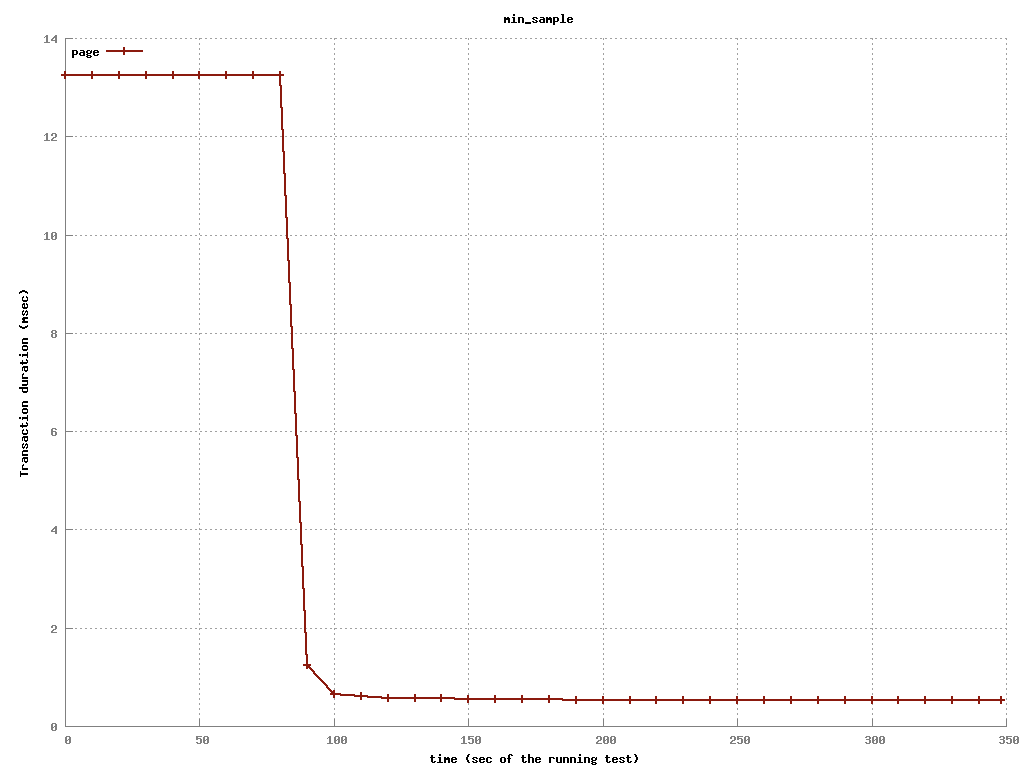 min_sample
page
14
12
10
8
6
4
2
0
Transaction duration (msec)
0 50 100 150 200 250 300 350
time (sec of the running test)